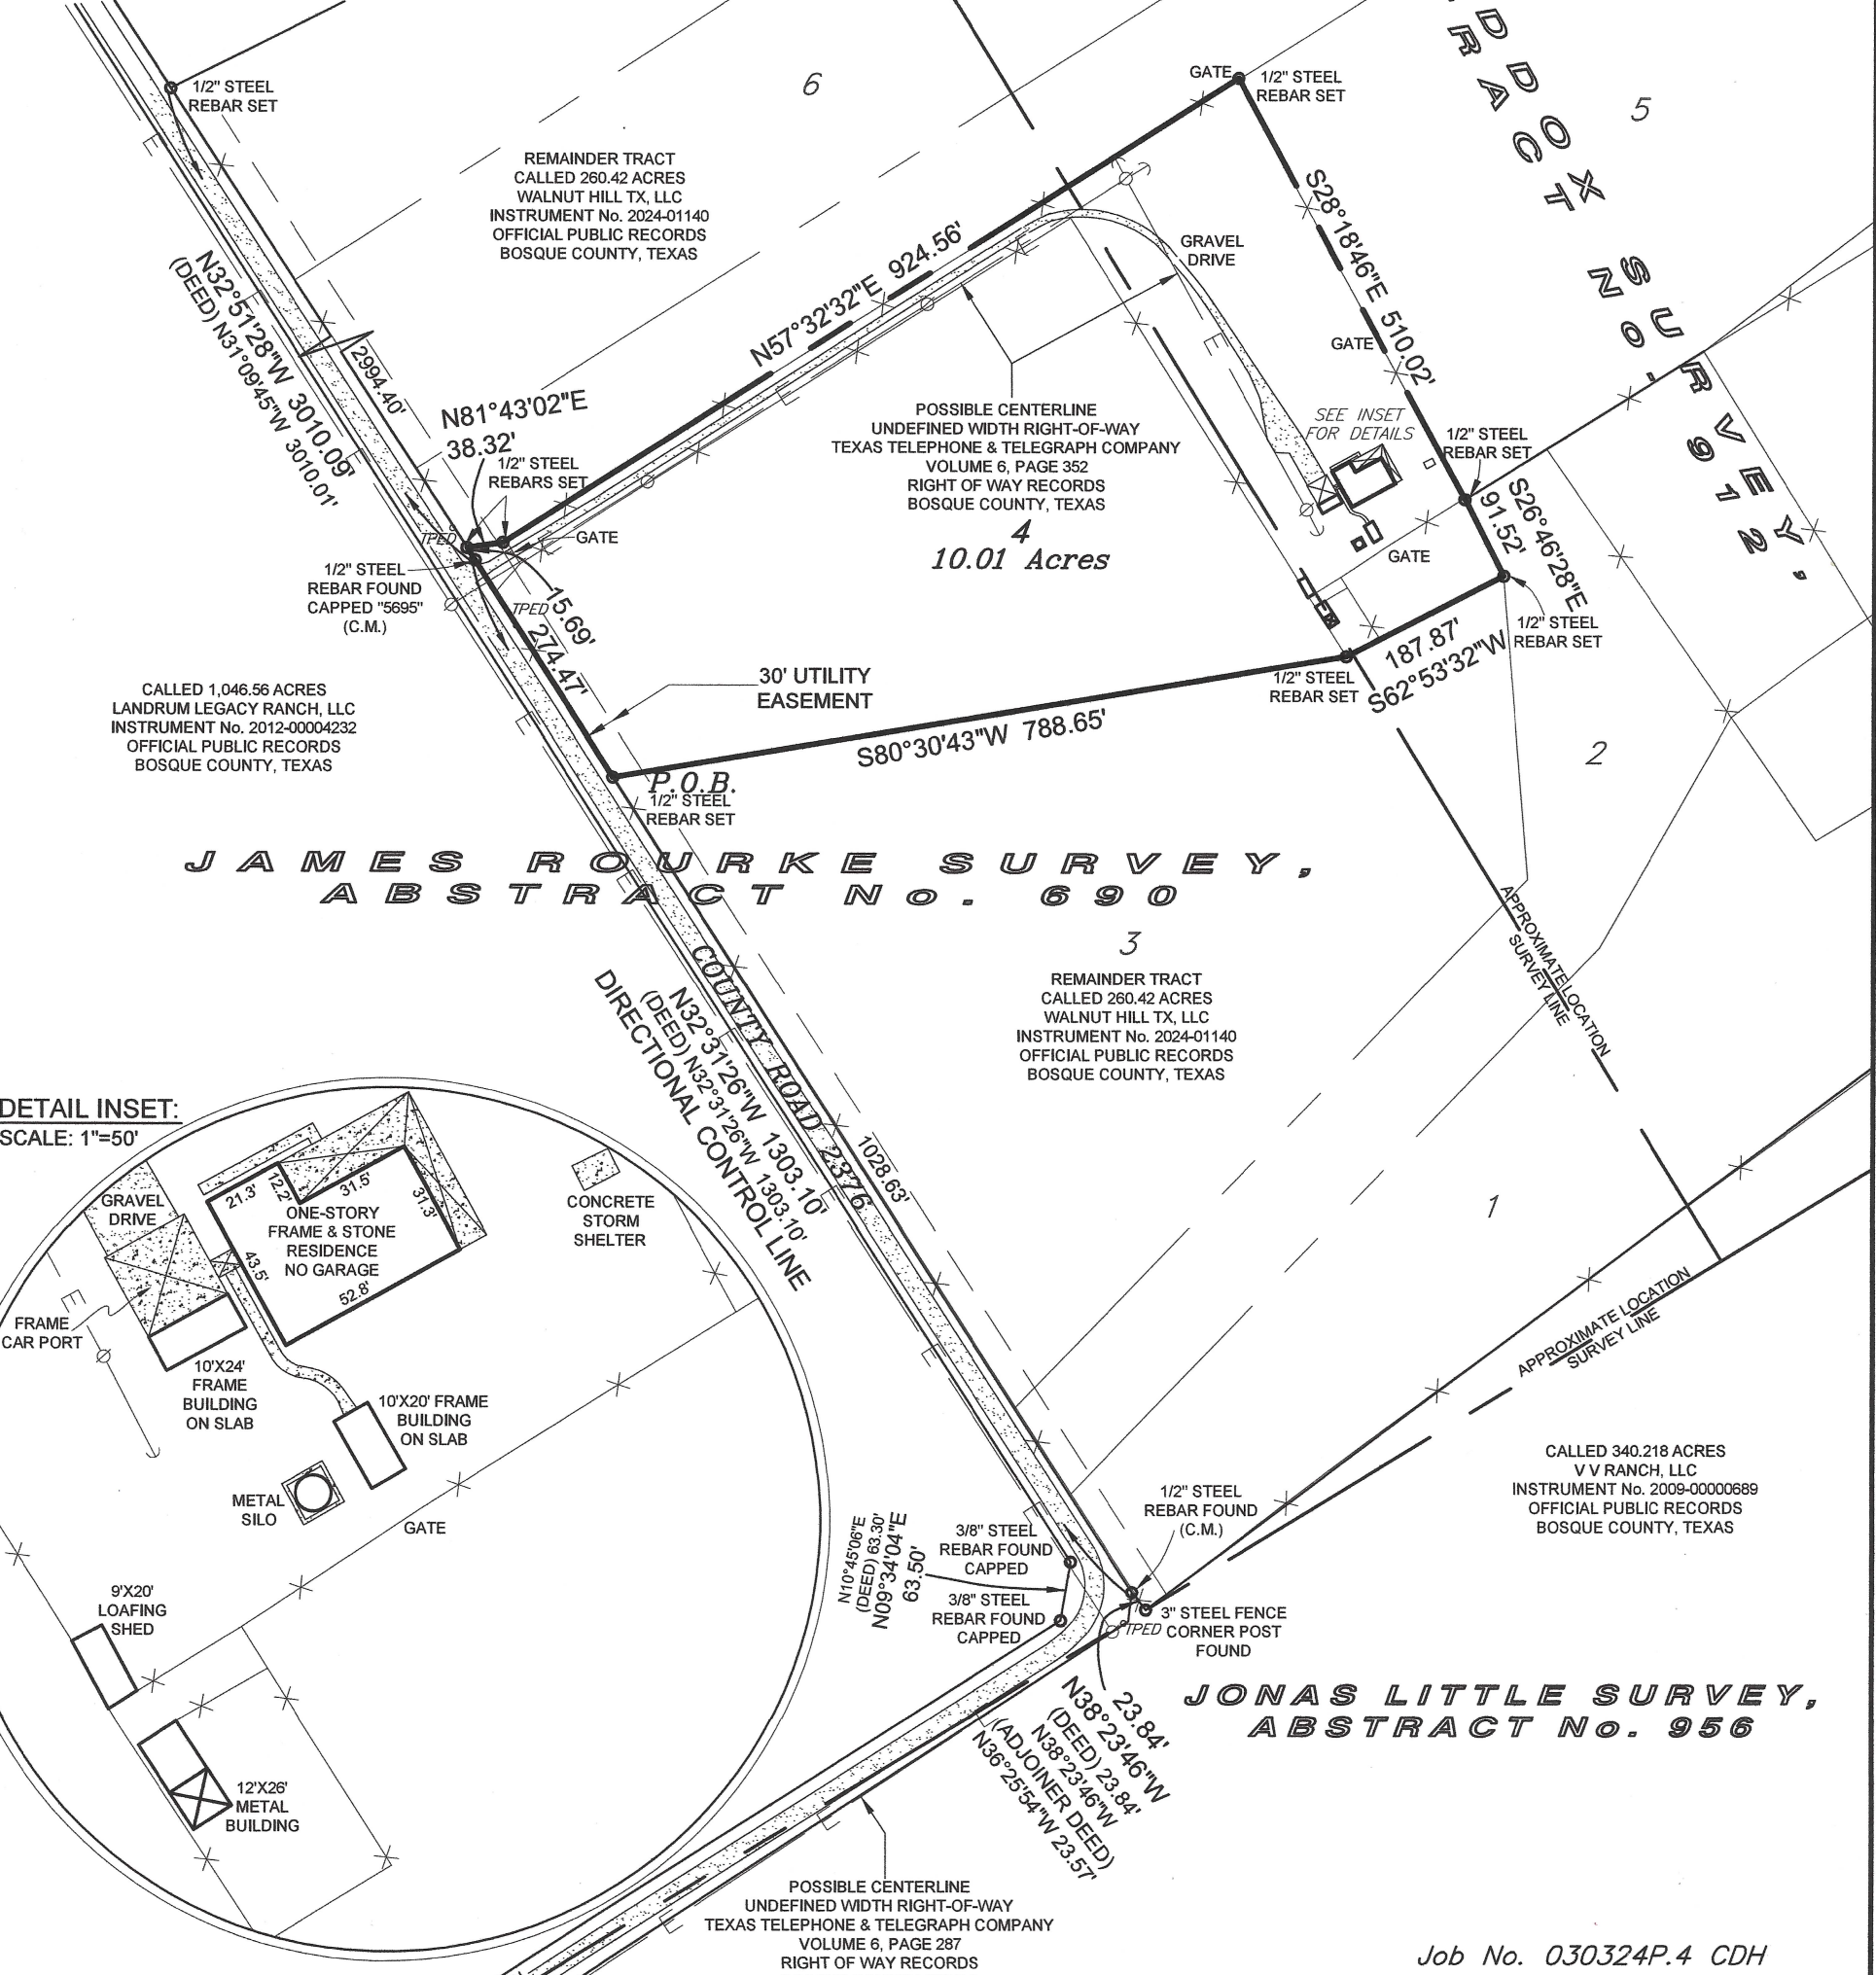 1/2" STEEL
REBAR SET
6
GATE
1/2" STEEL
REBAR SET
5
DDOX SURVEY,
RACT No. 912
REMAINDER TRACT
CALLED 260.42 ACRES
WALNUT HILL TX, LLC
INSTRUMENT No. 2024-01140
OFFICIAL PUBLIC RECORDS
BOSQUE COUNTY, TEXAS
S28°18'46"E 510.02'
GRAVEL
DRIVE
N57°32'32"E 924.56'
N32°51'28"W 3010.09'
(DEED) N31°09'45"W 3010.01'
2994.40'
GATE
N81°43'02"E
38.32'
1/2" STEEL
REBARS SET
POSSIBLE CENTERLINE
UNDEFINED WIDTH RIGHT-OF-WAY
TEXAS TELEPHONE & TELEGRAPH COMPANY
VOLUME 6, PAGE 352
RIGHT OF WAY RECORDS
BOSQUE COUNTY, TEXAS
SEE INSET
FOR DETAILS
1/2" STEEL
REBAR SET
S26°46'28"E
91.52'
4
10.01 Acres
TPED
GATE
GATE
1/2" STEEL
REBAR FOUND
CAPPED "5695"
(C.M.)
TPED
15.69'
274.47'
1/2" STEEL
REBAR SET
187.87'
S62°53'32"W
1/2" STEEL
REBAR SET
30' UTILITY
EASEMENT
CALLED 1,046.56 ACRES
LANDRUM LEGACY RANCH, LLC
INSTRUMENT No. 2012-00004232
OFFICIAL PUBLIC RECORDS
BOSQUE COUNTY, TEXAS
S80°30'43"W 788.65'
2
P.O.B.
1/2" STEEL
REBAR SET
JAMES ROURKE SURVEY,
ABSTRACT No. 690
3
REMAINDER TRACT
CALLED 260.42 ACRES
WALNUT HILL TX, LLC
INSTRUMENT No. 2024-01140
OFFICIAL PUBLIC RECORDS
BOSQUE COUNTY, TEXAS
APPROXIMATE LOCATION
SURVEY LINE
COUNTY ROAD 2376
N32°31'26"W 1303.10'
(DEED) N32°31'26"W 1303.10'
DIRECTIONAL CONTROL LINE
1028.63'
1
APPROXIMATE LOCATION
SURVEY LINE
DETAIL INSET:
SCALE: 1"=50'
GRAVEL
DRIVE
21.3'
12.2'
31.5'
31.3'
43.5'
52.8'
ONE-STORY
FRAME & STONE
RESIDENCE
NO GARAGE
CONCRETE
STORM
SHELTER
E
FRAME
CAR PORT
10'X24'
FRAME
BUILDING
ON SLAB
10'X20' FRAME
BUILDING
ON SLAB
METAL
SILO
GATE
9'X20'
LOAFING
SHED
12'X26'
METAL
BUILDING
CALLED 340.218 ACRES
V V RANCH, LLC
INSTRUMENT No. 2009-00000689
OFFICIAL PUBLIC RECORDS
BOSQUE COUNTY, TEXAS
1/2" STEEL
REBAR FOUND
(C.M.)
N10°45'06"E
(DEED) 63.30'
N09°34'04"E
63.50'
3/8" STEEL
REBAR FOUND
CAPPED
3/8" STEEL
REBAR FOUND
CAPPED
TPED
3" STEEL FENCE
CORNER POST
FOUND
23.84'
N38°23'46"W
(DEED) 23.84'
N38°23'46"W
(ADJOINER DEED)
N36°25'54"W 23.57'
JONAS LITTLE SURVEY,
ABSTRACT No. 956
POSSIBLE CENTERLINE
UNDEFINED WIDTH RIGHT-OF-WAY
TEXAS TELEPHONE & TELEGRAPH COMPANY
VOLUME 6, PAGE 287
RIGHT OF WAY RECORDS
Job No. 030324P.4 CDH